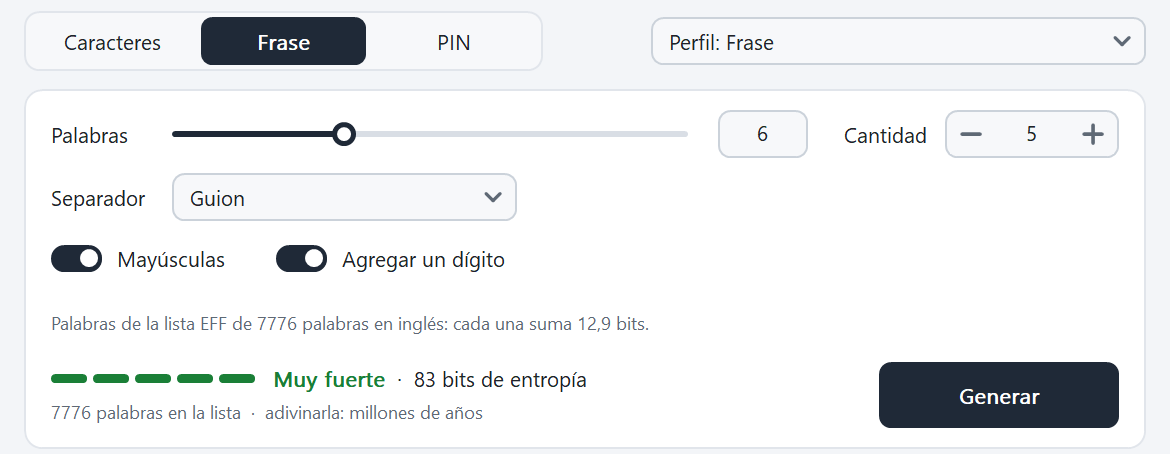 Caracteres Frase PIN Perfil: Frase
Palabras 6 Cantidad 5
Separador Guion
Mayúsculas Agregar un dígito
Palabras de la lista EFF de 7776 palabras en inglés: cada una suma 12,9 bits.
Muy fuerte · 83 bits de entropía
7776 palabras en la lista · adivinarla: millones de años
Generar